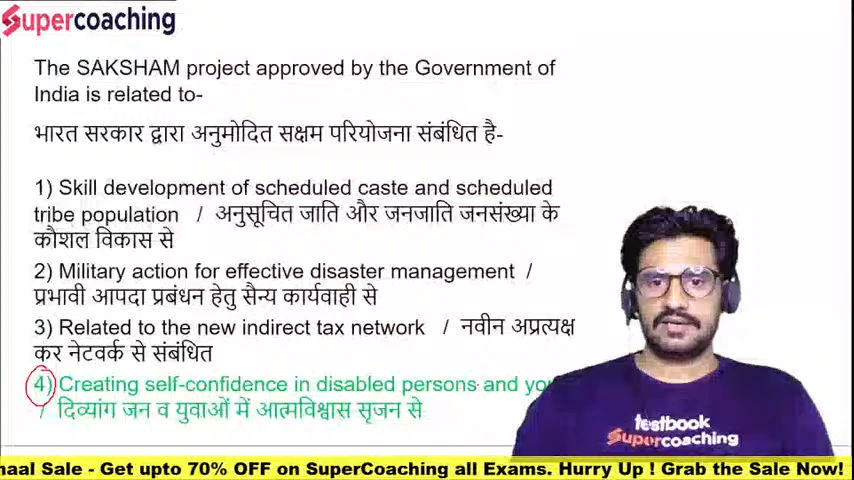 Supercoaching
The SAKSHAM project approved by the Government of
India is related to-
भारत सरकार द्वारा अनुमोदित सक्षम परियोजना संबंधित है-
1) Skill development of scheduled caste and scheduled
tribe population / अनुसूचित जाति और जनजाति जनसंख्या के
कौशल विकास से
2) Military action for effective disaster management /
प्रभावी आपदा प्रबंधन हेतु सैन्य कार्यवाही से
3) Related to the new indirect tax network / नवीन अप्रत्यक्ष
कर नेटवर्क से संबंधित
4) Creating self-confidence in disabled persons and
/ दिव्यांग जन व युवाओं में आत्मविश्वास सृजन से
testbook
Supercoaching
Sale - Get upto 70% OFF on SuperCoaching all Exams. Hurry Up ! Grab the Sale Now!